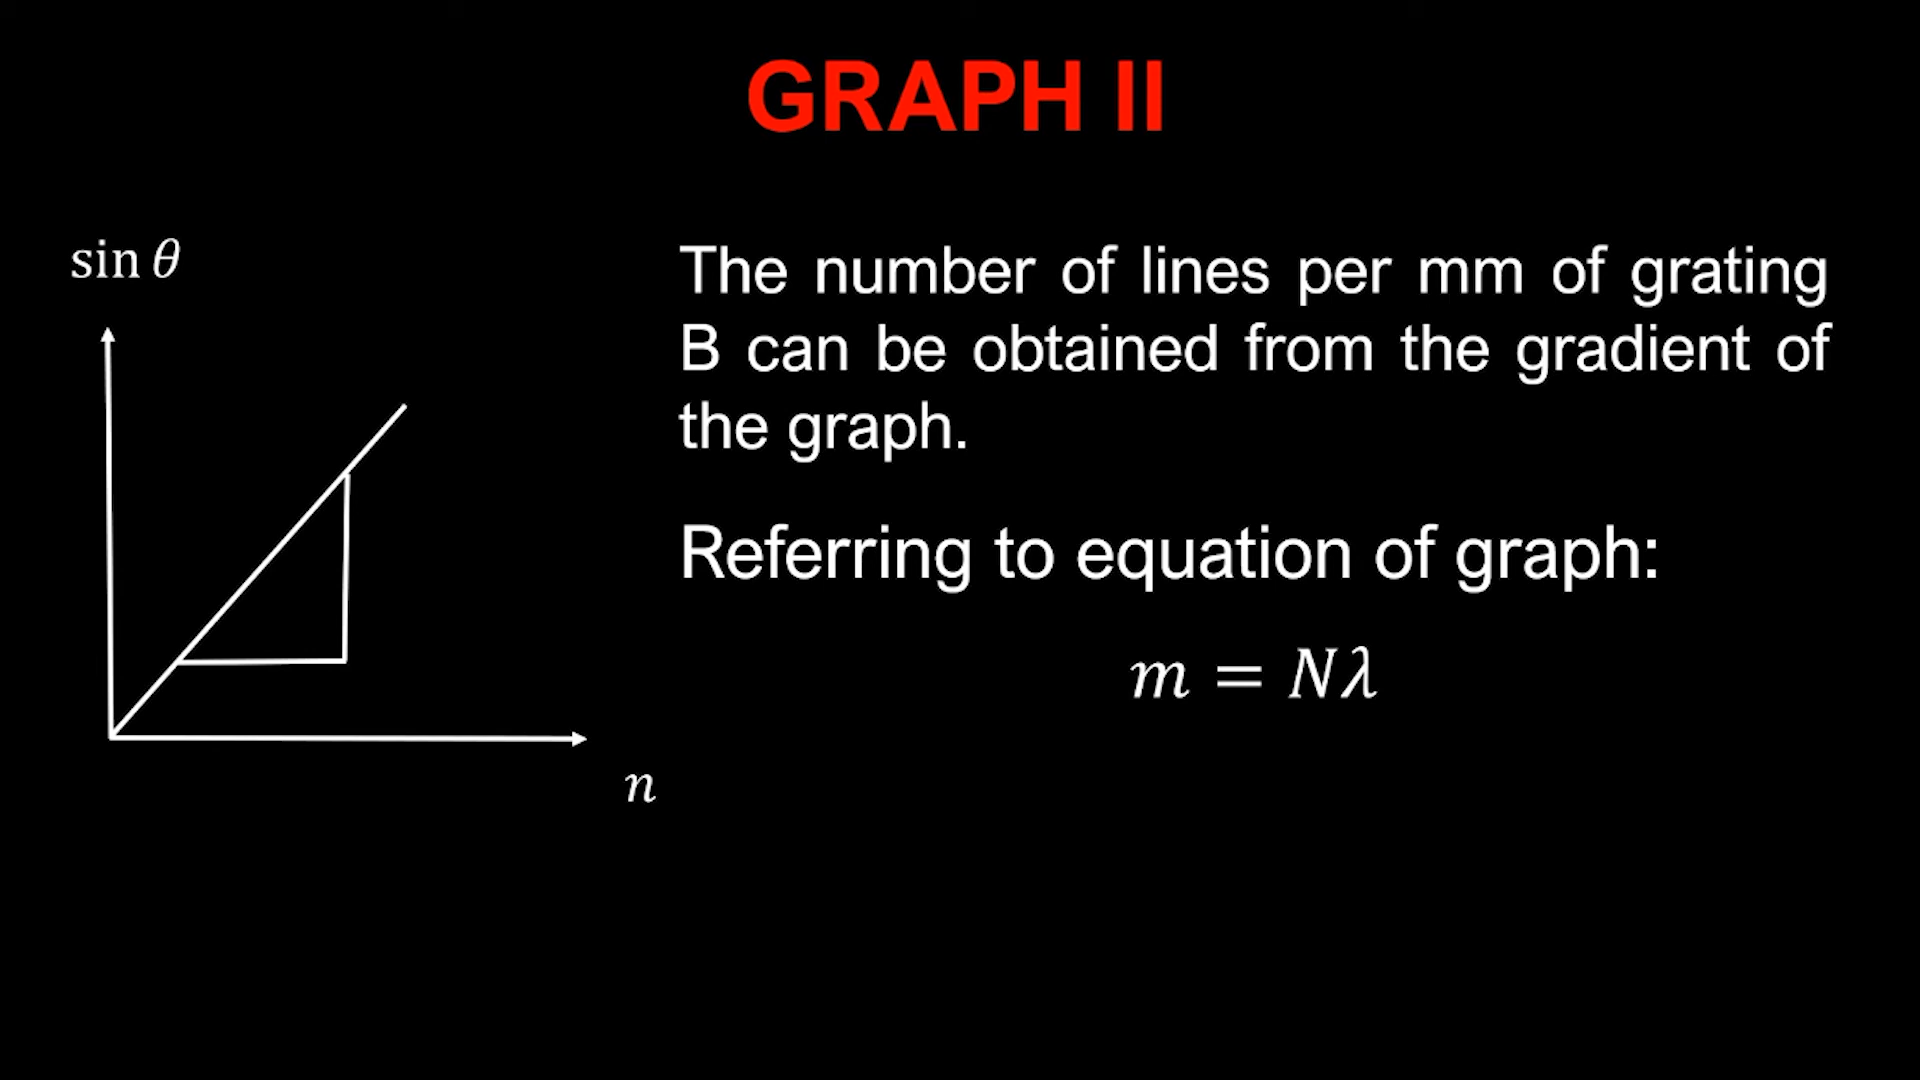 GRAPH II
sin θ
The number of lines per mm of grating
B can be obtained from the gradient of
the graph.
Referring to equation of graph:
m = Nλ
n